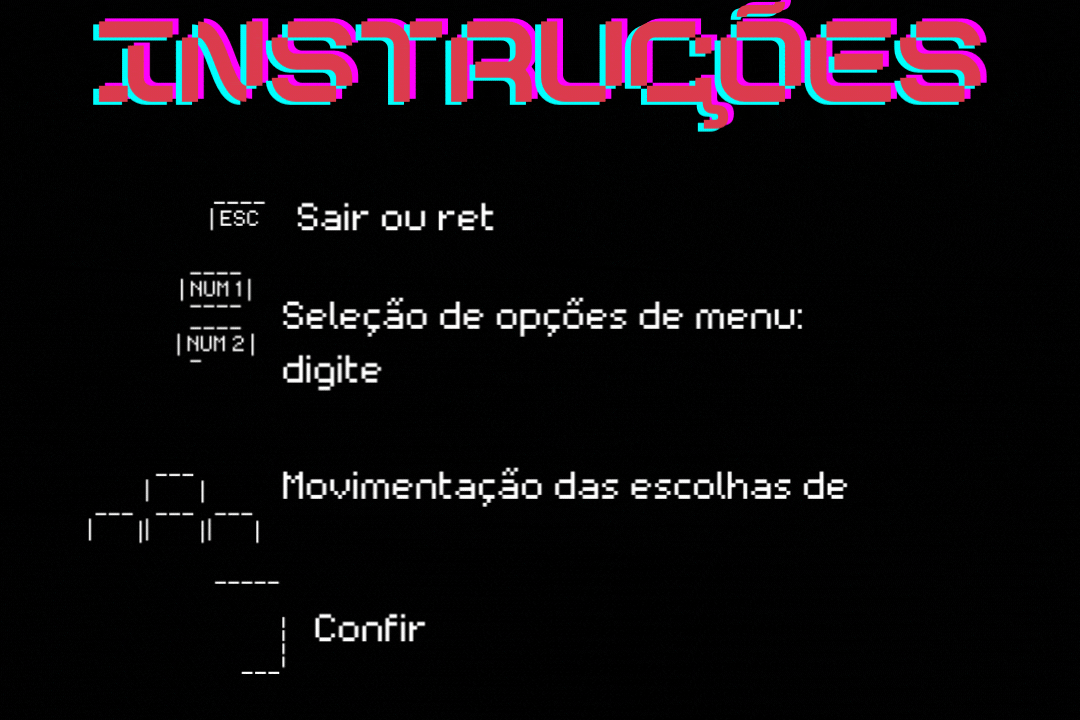 INSTRUÇÕES
ESC Sair ou ret
NUM 1
Seleção de opções de menu:
NUM 2
digite
Movimentação das escolhas de
Confir